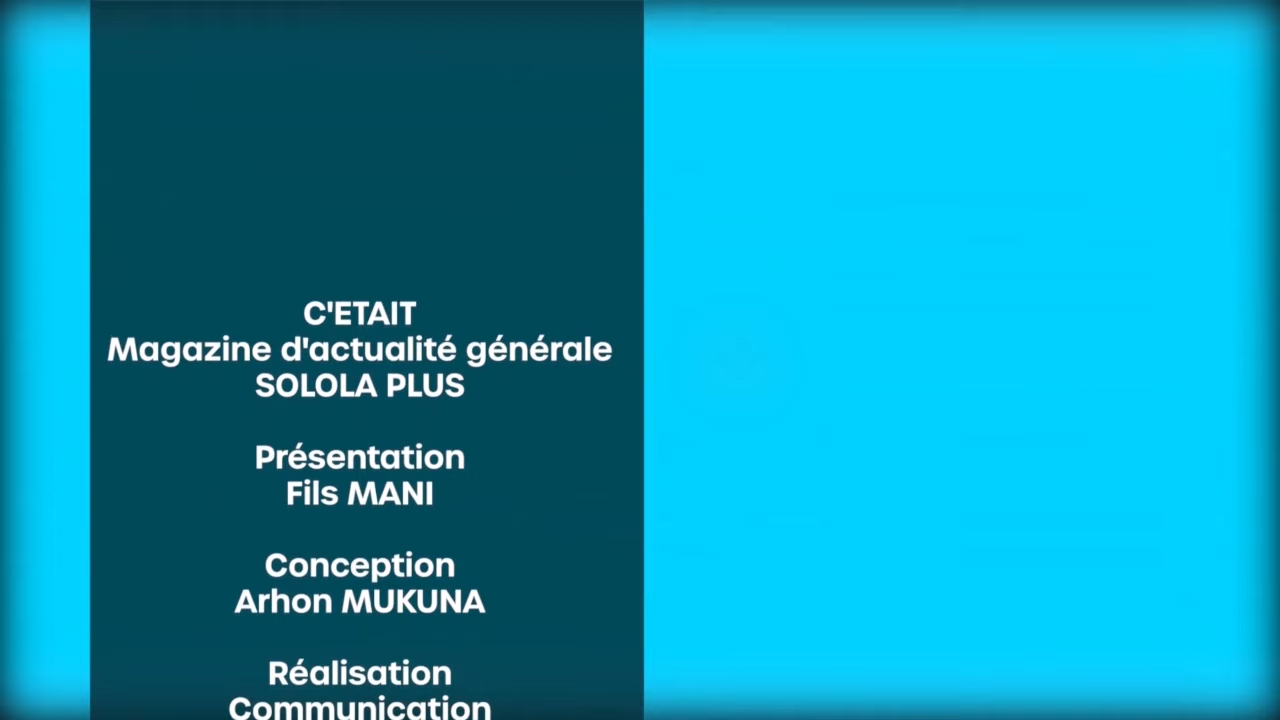 C'ETAIT
Magazine d'actualité générale
SOLOLA PLUS
Présentation
Fils MANI
Conception
Arhon MUKUNA
Réalisation
Communication